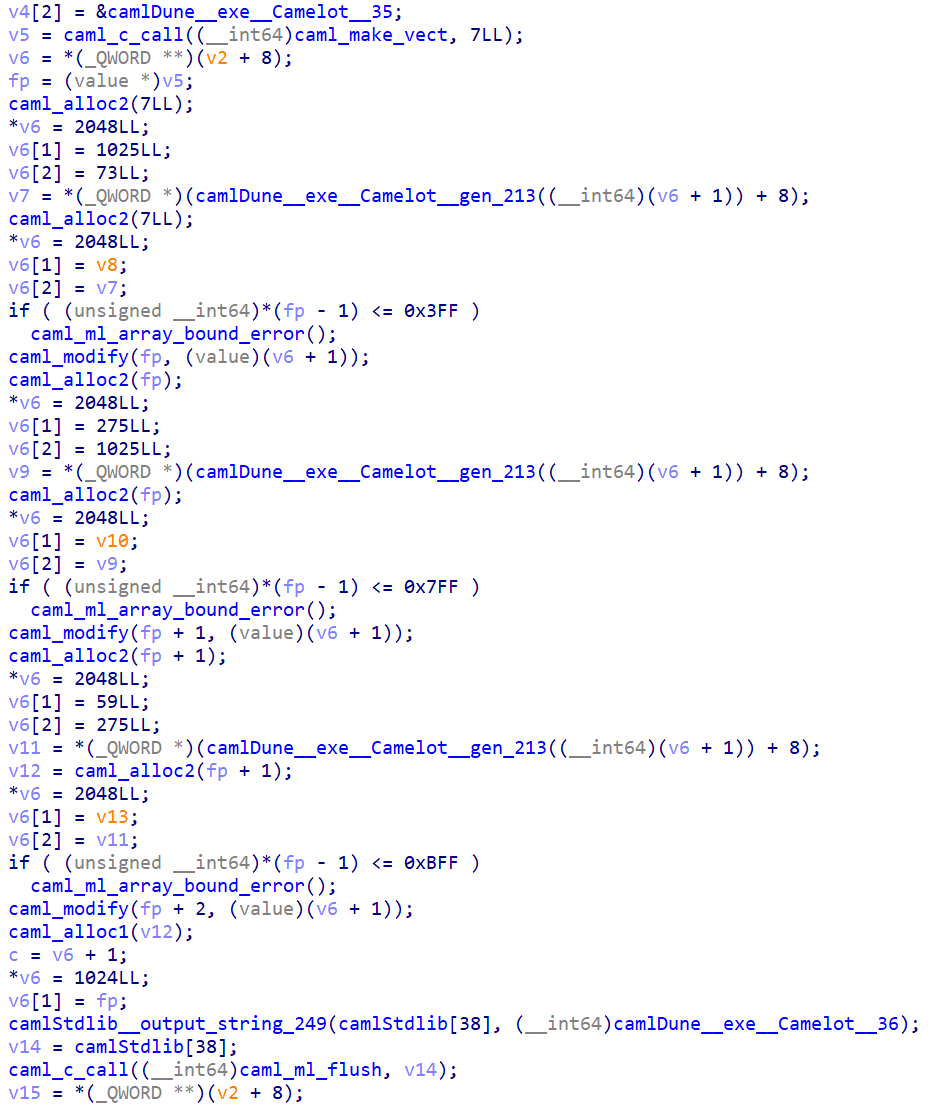 v4[2] = &camlDune__exe__Camelot__35;
v5 = caml_c_call((__int64)caml_make_vect, 7LL);
v6 = *(_QWORD **)(v2 + 8);
fp = (value *)v5;
caml_alloc2(7LL);
*v6 = 2048LL;
v6[1] = 1025LL;
v6[2] = 73LL;
v7 = *(_QWORD *)(camlDune__exe__Camelot__gen_213((__int64)(v6 + 1)) + 8);
caml_alloc2(7LL);
*v6 = 2048LL;
v6[1] = v8;
v6[2] = v7;
if ( (unsigned __int64)*(fp - 1) <= 0x3FF )
  caml_ml_array_bound_error();
caml_modify(fp, (value)(v6 + 1));
caml_alloc2(fp);
*v6 = 2048LL;
v6[1] = 275LL;
v6[2] = 1025LL;
v9 = *(_QWORD *)(camlDune__exe__Camelot__gen_213((__int64)(v6 + 1)) + 8);
caml_alloc2(fp);
*v6 = 2048LL;
v6[1] = v10;
v6[2] = v9;
if ( (unsigned __int64)*(fp - 1) <= 0x7FF )
  caml_ml_array_bound_error();
caml_modify(fp + 1, (value)(v6 + 1));
caml_alloc2(fp + 1);
*v6 = 2048LL;
v6[1] = 59LL;
v6[2] = 275LL;
v11 = *(_QWORD *)(camlDune__exe__Camelot__gen_213((__int64)(v6 + 1)) + 8);
v12 = caml_alloc2(fp + 1);
*v6 = 2048LL;
v6[1] = v13;
v6[2] = v11;
if ( (unsigned __int64)*(fp - 1) <= 0xBFF )
  caml_ml_array_bound_error();
caml_modify(fp + 2, (value)(v6 + 1));
caml_alloc1(v12);
c = v6 + 1;
*v6 = 1024LL;
v6[1] = fp;
camlStdlib__output_string_249(camlStdlib[38], (__int64)camlDune__exe__Camelot__36);
v14 = camlStdlib[38];
caml_c_call((__int64)caml_ml_flush, v14);
v15 = *(_QWORD **)(v2 + 8);